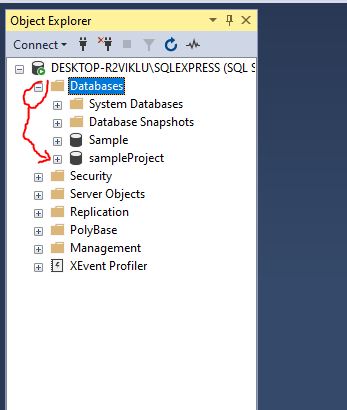 Object Explorer
Connect
DESKTOP-R2VIKLU\SQLEXPRESS (SQL S
Databases
System Databases
Database Snapshots
Sample
sampleProject
Security
Server Objects
Replication
PolyBase
Management
XEvent Profiler